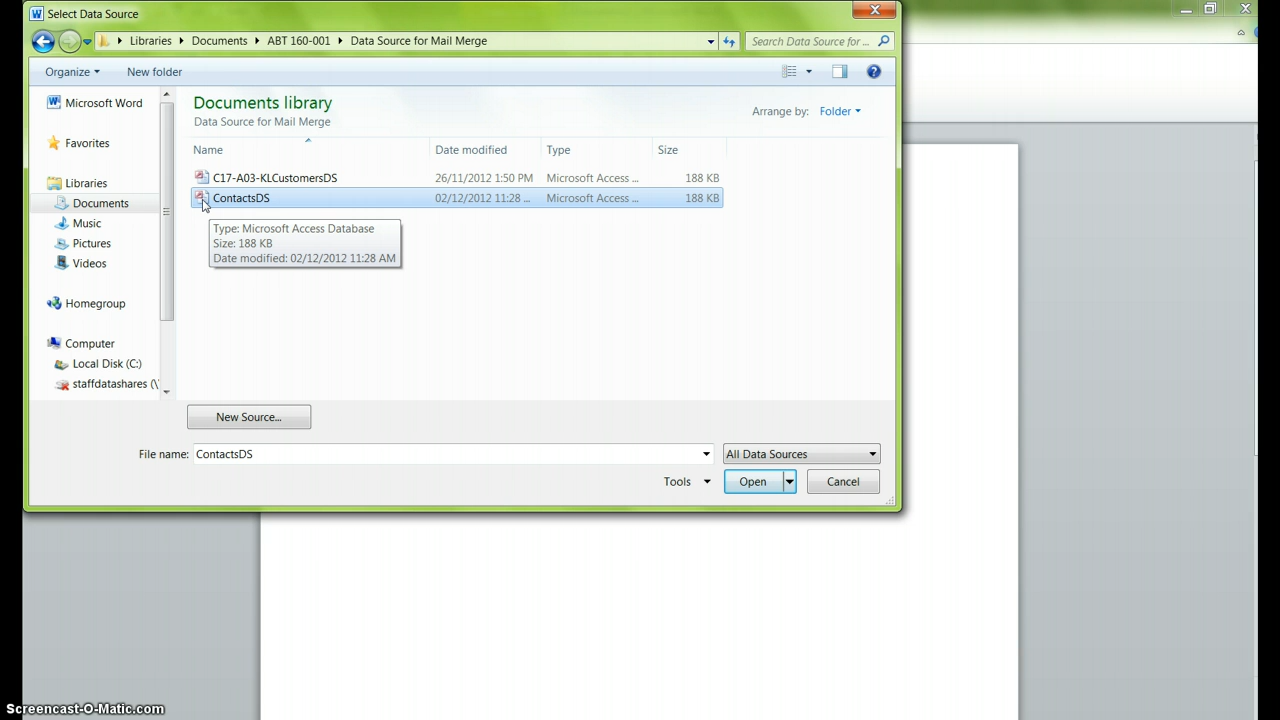 Select Data Source
Libraries Documents ABT 160-001 Data Source for Mail Merge Search Data Source for ...
Organize New folder
Microsoft Word
Favorites
Libraries
Documents
Music
Pictures
Videos
Homegroup
Computer
Local Disk (C:)
staffdatashares (\\
Documents library
Data Source for Mail Merge
Arrange by: Folder
Name Date modified Type Size
C17-A03-KLCustomersDS 26/11/2012 1:50 PM Microsoft Access ... 188 KB
ContactsDS 02/12/2012 11:28 ... Microsoft Access ... 188 KB
Type: Microsoft Access Database
Size: 188 KB
Date modified: 02/12/2012 11:28 AM
New Source...
File name: ContactsDS All Data Sources
Tools Open Cancel
Screencast-O-Matic.com